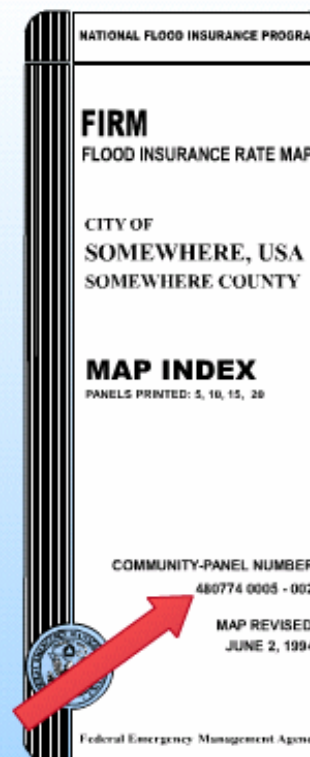 NATIONAL FLOOD INSURANCE PROGRA
FIRM
FLOOD INSURANCE RATE MAP
CITY OF
SOMEWHERE, USA
SOMEWHERE COUNTY
MAP INDEX
PANELS PRINTED: 5, 10, 15, 20
COMMUNITY-PANEL NUMBER
480774 0005 - 002
MAP REVISED
JUNE 2, 1994
Federal Emergency Management Agenc